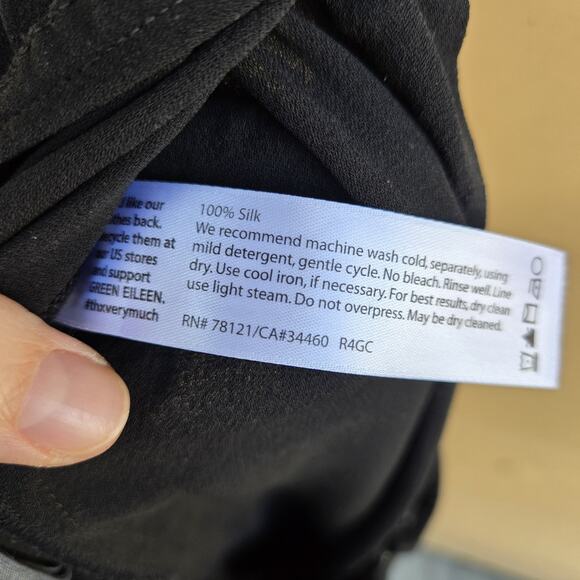 like our
back.
them at
US stores
and support
GREEN EILEEN.
#thxverymuch
100% Silk
We recommend machine wash cold, separately, using
mild detergent, gentle cycle. No bleach. Rinse well. Line
dry. Use cool iron, if necessary. For best results, dry clean
use light steam. Do not overpress. May be dry cleaned.
RN# 78121/CA#34460 R4GC